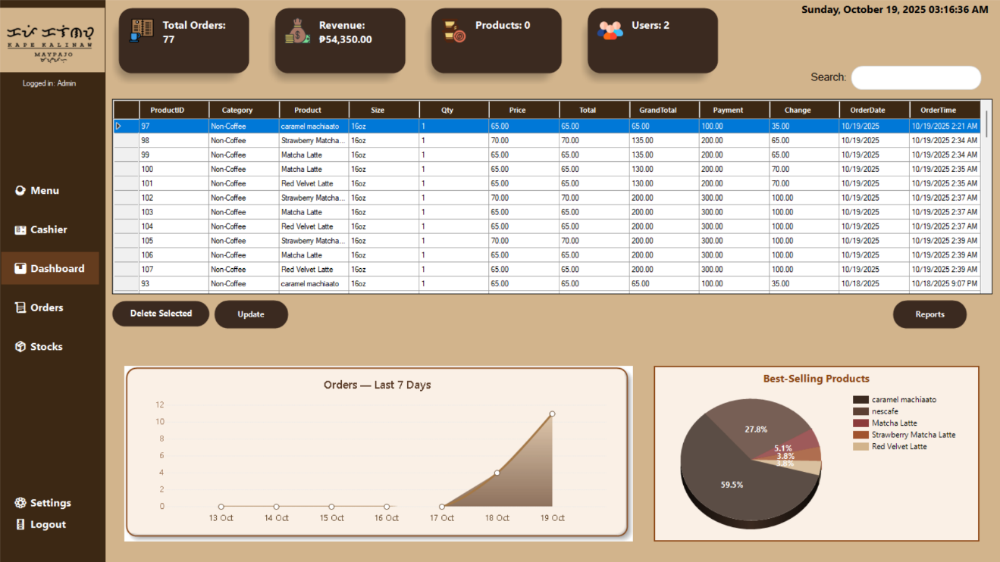 ᜃᜉᜒ ᜃᜎᜒᜈᜏ᜔
KAPE KALINAW
MAYPAJO
Logged in: Admin
Menu
Cashier
Dashboard
Orders
Stocks
Settings
Logout
Total Orders:
77
Revenue:
₱54,350.00
Products: 0
Users: 2
Sunday, October 19, 2025 03:16:36 AM
Search:
ProductID Category Product Size Qty Price Total GrandTotal Payment Change OrderDate OrderTime
97 Non-Coffee caramel machiaato 16oz 1 65.00 65.00 65.00 100.00 35.00 10/19/2025 10/19/2025 2:21 AM
98 Non-Coffee Strawberry Matcha... 16oz 1 70.00 70.00 135.00 200.00 65.00 10/19/2025 10/19/2025 2:34 AM
99 Non-Coffee Matcha Latte 16oz 1 65.00 65.00 135.00 200.00 65.00 10/19/2025 10/19/2025 2:34 AM
100 Non-Coffee Matcha Latte 16oz 1 65.00 65.00 130.00 200.00 70.00 10/19/2025 10/19/2025 2:35 AM
101 Non-Coffee Red Velvet Latte 16oz 1 65.00 65.00 130.00 200.00 70.00 10/19/2025 10/19/2025 2:35 AM
102 Non-Coffee Strawberry Matcha... 16oz 1 70.00 70.00 200.00 300.00 100.00 10/19/2025 10/19/2025 2:37 AM
103 Non-Coffee Matcha Latte 16oz 1 65.00 65.00 200.00 300.00 100.00 10/19/2025 10/19/2025 2:37 AM
104 Non-Coffee Red Velvet Latte 16oz 1 65.00 65.00 200.00 300.00 100.00 10/19/2025 10/19/2025 2:37 AM
105 Non-Coffee Strawberry Matcha... 16oz 1 70.00 70.00 200.00 300.00 100.00 10/19/2025 10/19/2025 2:39 AM
106 Non-Coffee Matcha Latte 16oz 1 65.00 65.00 200.00 300.00 100.00 10/19/2025 10/19/2025 2:39 AM
107 Non-Coffee Red Velvet Latte 16oz 1 65.00 65.00 200.00 300.00 100.00 10/19/2025 10/19/2025 2:39 AM
93 Non-Coffee caramel machiaato 16oz 1 65.00 65.00 65.00 100.00 35.00 10/18/2025 10/18/2025 9:07 PM
Delete Selected
Update
Reports
Orders — Last 7 Days
12
10
8
6
4
2
0
13 Oct 14 Oct 15 Oct 16 Oct 17 Oct 18 Oct 19 Oct
Best-Selling Products
caramel machiaato
nescafe
Matcha Latte
Strawberry Matcha Latte
Red Velvet Latte
27.8%
5.1%
3.8%
3.8%
59.5%